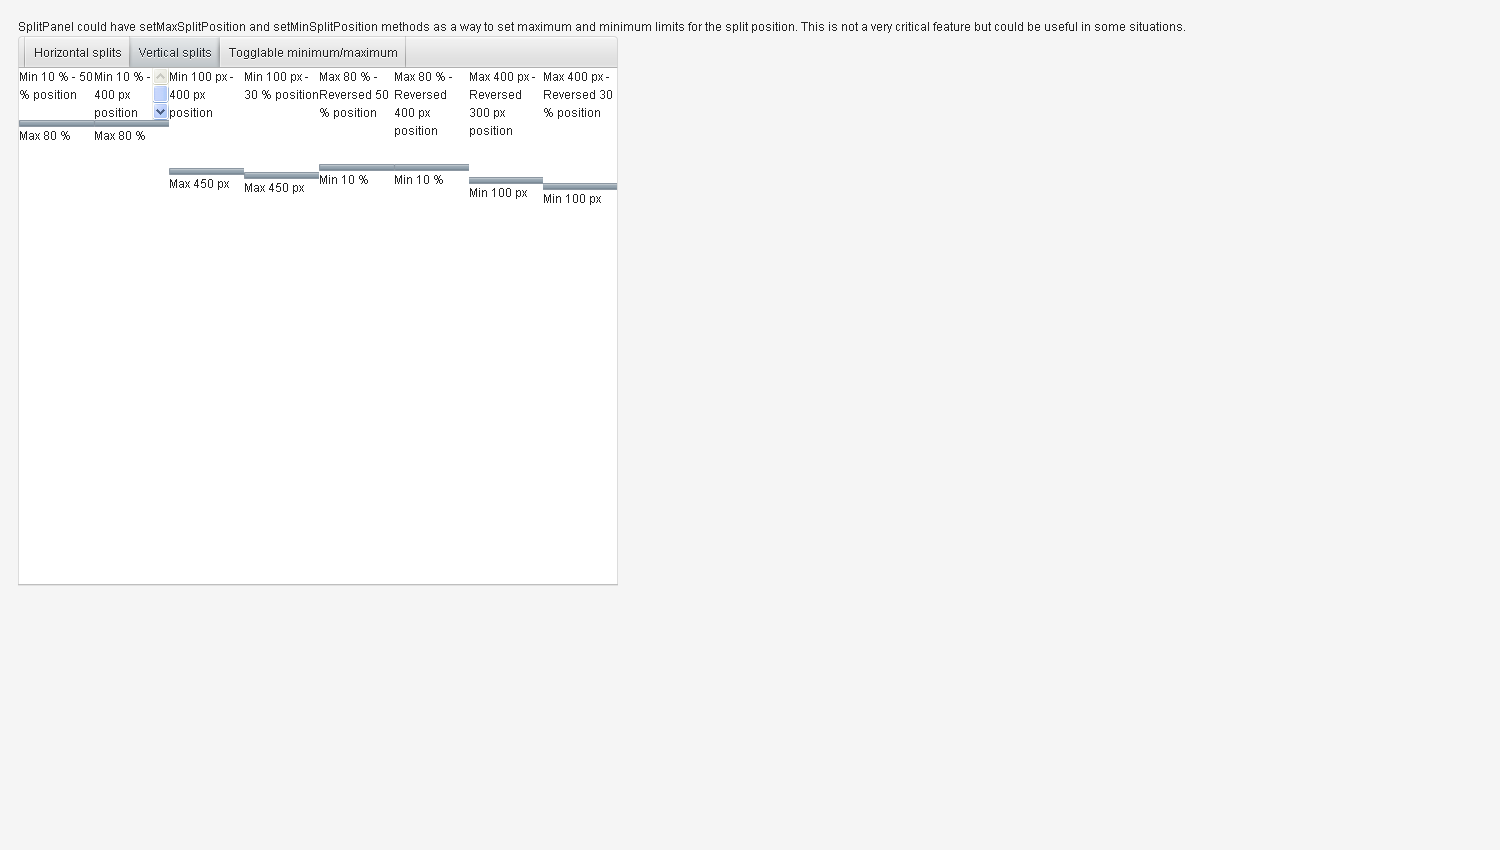 SplitPanel could have setMaxSplitPosition and setMinSplitPosition methods as a way to set maximum and minimum limits for the split position. This is not a very critical feature but could be useful in some situations.
Horizontal splits
Vertical splits
Togglable minimum/maximum
Min 10 % - 50
% position
Max 80 %
Min 10 % -
400 px
position
Max 80 %
Min 100 px -
400 px
position
Max 450 px
Min 100 px -
30 % position
Max 450 px
Max 80 % -
Reversed 50
% position
Min 10 %
Max 80 % -
Reversed
400 px
position
Min 10 %
Max 400 px -
Reversed
300 px
position
Min 100 px
Max 400 px -
Reversed 30
% position
Min 100 px